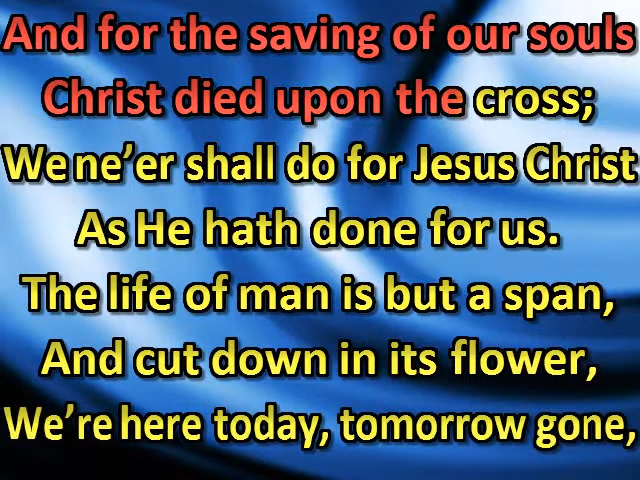 And for the saving of our souls
Christ died upon the cross;
We ne’er shall do for Jesus Christ
As He hath done for us.
The life of man is but a span,
And cut down in its flower,
We’re here today, tomorrow gone,